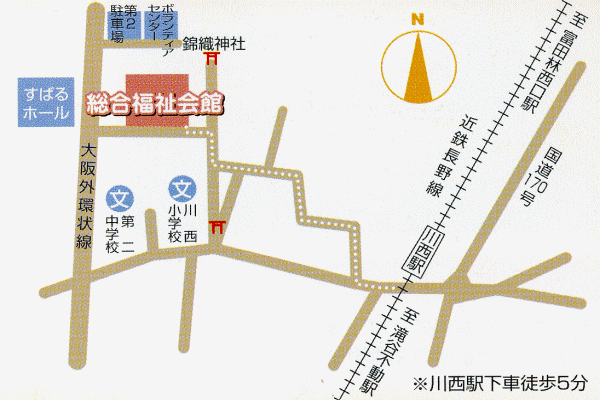 ボランティア
センター
第2
駐車場
錦織神社
N
至富田林西口駅
すばる
ホール
総合福祉会館
近鉄長野線
国道170号
大阪外環状線
文
第二
中学校
文
川西
小学校
川西駅
至滝谷不動駅
※川西駅下車徒歩5分